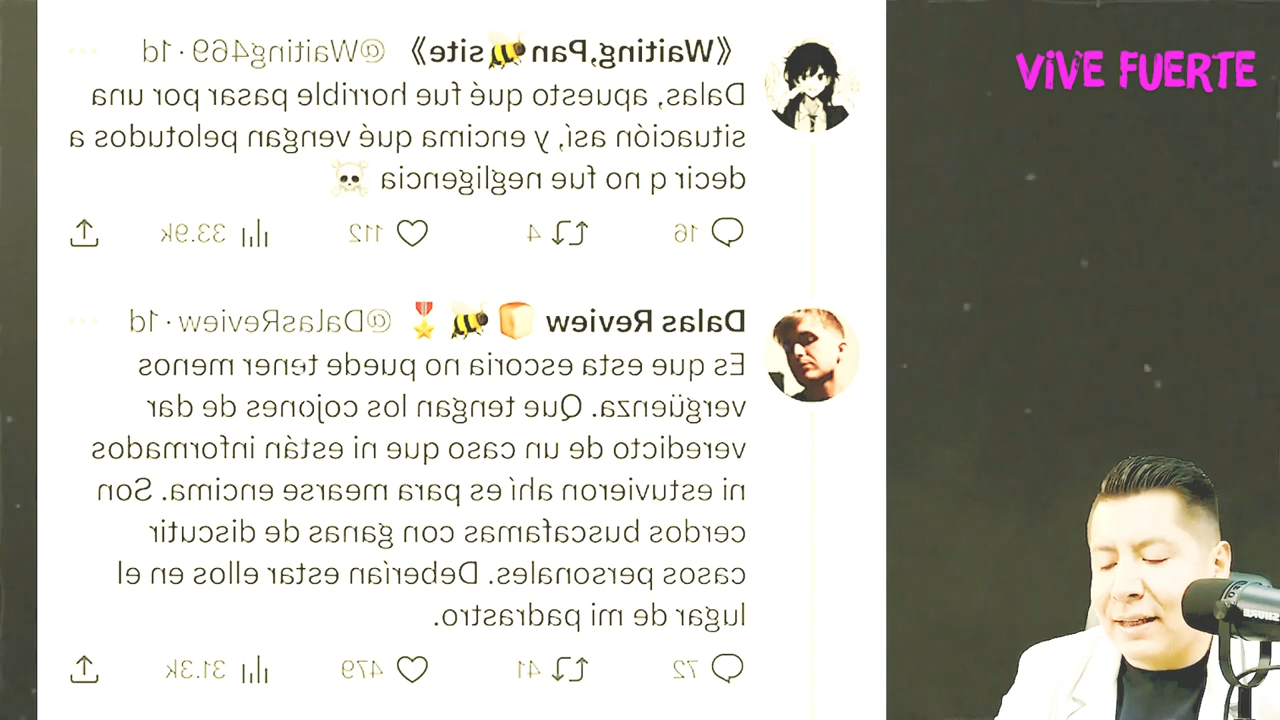 VIVE FUERTE
《Waiting,Pan🐝site》 @Waiting469 · 1d
Dalas, apuesto qué fue horrible pasar por una
situación así, y encima qué vengan pelotudos a
decir q no fue negligencia ☠️
16 4 112 33.9k
Dalas Review 🍞🐝🎖️ @DalasReview · 1d
Es que esta escoria no puede tener menos
vergüenza. Que tengan los cojones de dar
veredicto de un caso que ni están informados
ni estuvieron ahí es para mearse encima. Son
cerdos buscafamas con ganas de discutir
casos personales. Deberían estar ellos en el
lugar de mi padrastro.
72 41 479 31.3k